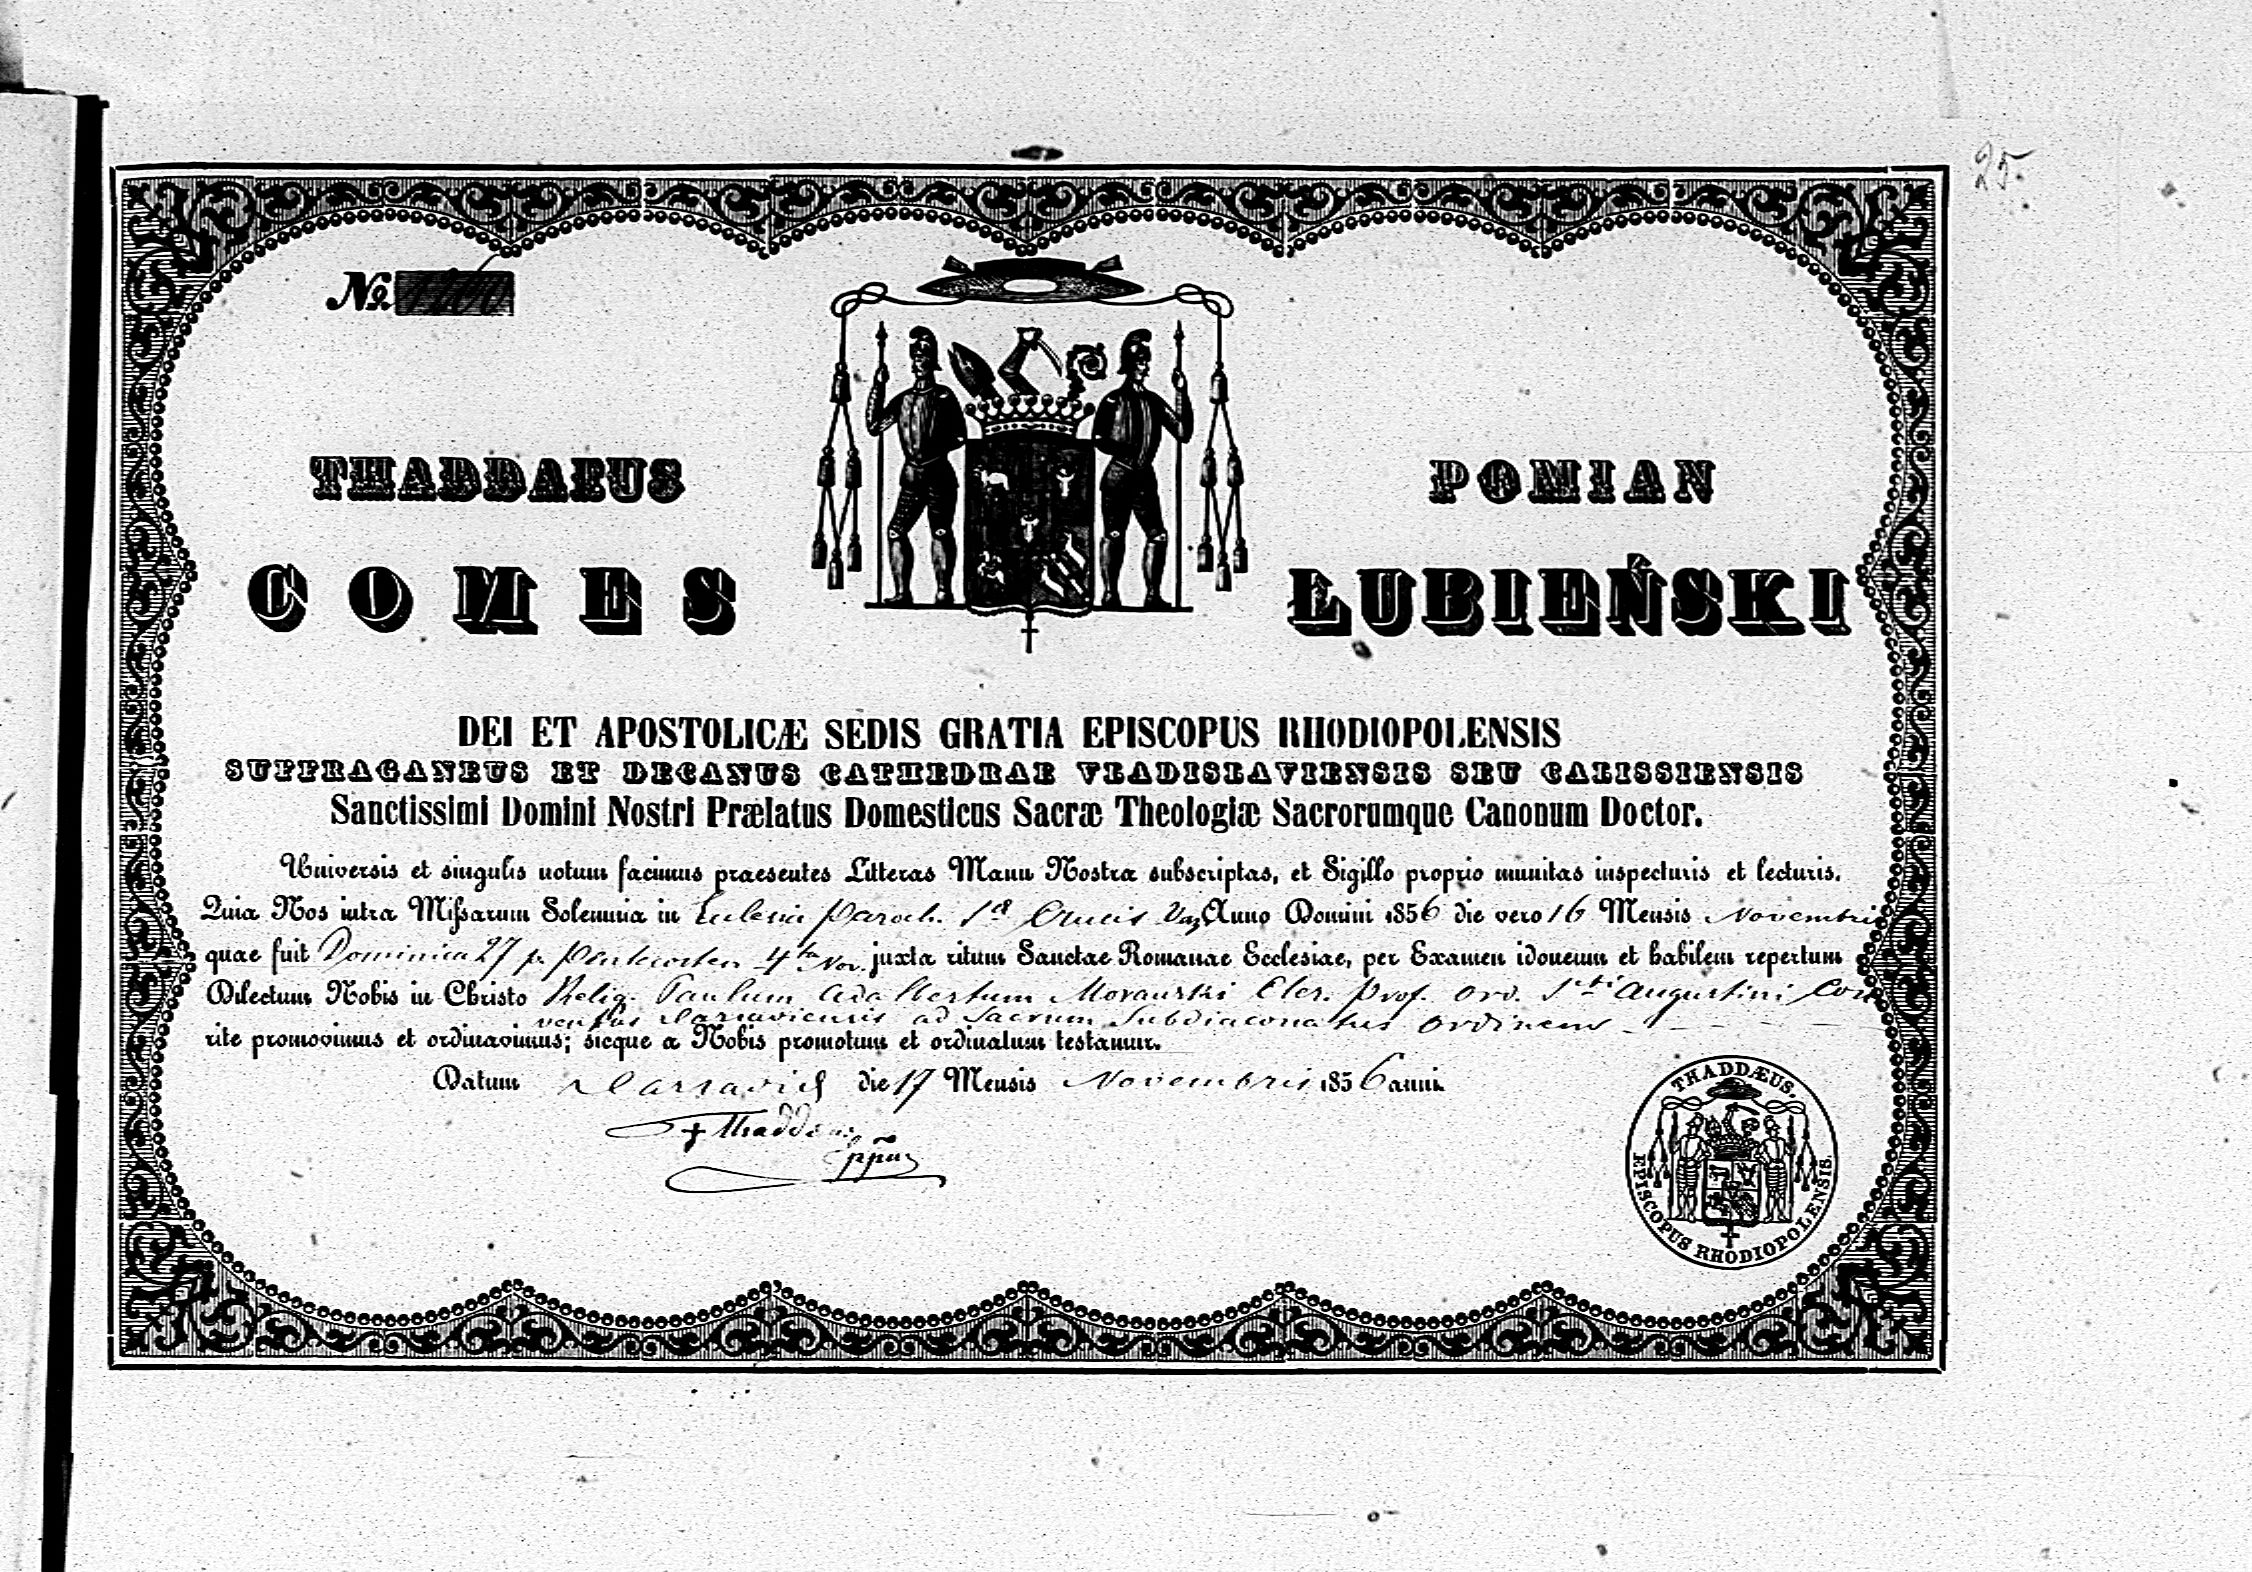 25.
No.
THADDAEUS POMIAN
COMES ŁUBIEŃSKI
DEI ET APOSTOLICÆ SEDIS GRATIA EPISCOPUS RHODIOPOLENSIS
SUFFRAGANEUS ET DECANUS CATHEDRAE VLADISLAVIENSIS SEU CALISSIENSIS
Sanctissimi Domini Nostri Prælatus Domesticus Sacræ Theologiæ Sacrorumque Canonum Doctor.
Universis et singulis notum facimus praesentes Litteras Manu Nostra subscriptas, et Sigillo proprio munitas inspecturis et lecturis.
Quia Nos intra Missarum Solemnia in Ecclesia Paroch. Crucis Anno Domini 1856 die vero 16 Mensis Novembris
quae fuit Dominica 27 p. Pentecosten 4ta Nov. juxta ritum Sanctae Romanae Ecclesiae, per Examen idoneum et habilem repertum
Dilectum Nobis in Christo Relig. Paulum Adalbertum Morawski Cler. Prof. Ord. Sti Augustini Con
ventus Varsaviensis ad Sacrum Subdiaconatus Ordinem
rite promovimus et ordinavimus; sicque a Nobis promotum et ordinatum testamur.
Datum Varsaviæ die 17 Mensis Novembris 1856 anni.
† Thaddæus
Eppus
THADDÆUS.
EPISCOPUS RHODIOPOLENSIS.